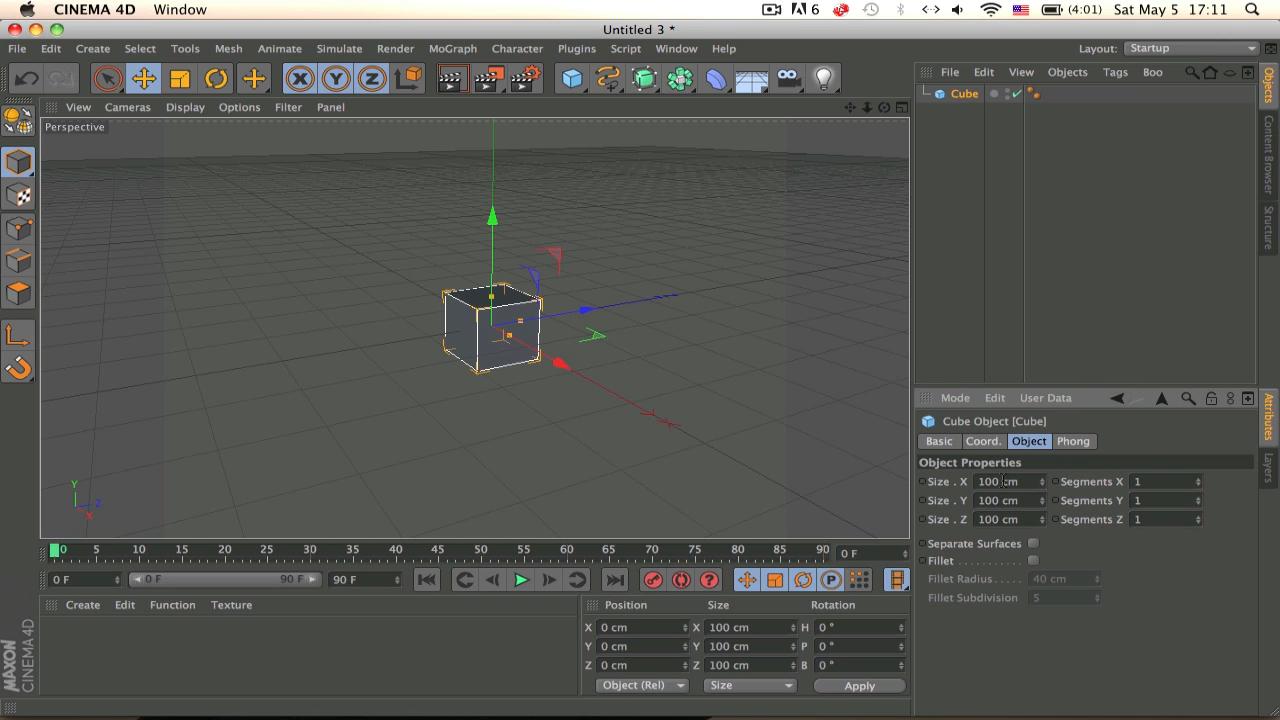 CINEMA 4D Window 6 (4:01) Sat May 5 17:11
Untitled 3 *
File Edit Create Select Tools Mesh Animate Simulate Render MoGraph Character Plugins Script Window Help Layout: Startup
X Y Z
File Edit View Objects Tags Boo
Cube
Objects
Content Browser
Structure
View Cameras Display Options Filter Panel
Perspective
Y
Z
X
Mode Edit User Data
Attributes
Layers
Cube Object [Cube]
Basic Coord. Object Phong
Object Properties
Size . X 100 cm Segments X 1
Size . Y 100 cm Segments Y 1
Size . Z 100 cm Segments Z 1
Separate Surfaces
Fillet . . . . . . . . . .
Fillet Radius . . . . . 40 cm
Fillet Subdivision 5
0 5 10 15 20 25 30 35 40 45 50 55 60 65 70 75 80 85 90 0 F
0 F 0 F 90 F 90 F ? P
Create Edit Function Texture
Position Size Rotation
X 0 cm X 100 cm H 0 °
Y 0 cm Y 100 cm P 0 °
Z 0 cm Z 100 cm B 0 °
Object (Rel) Size Apply
MAXON
CINEMA 4D